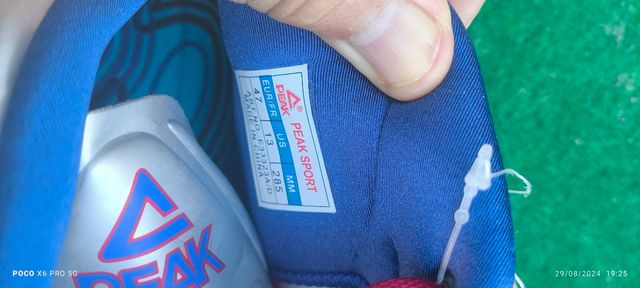 PEAK
PEAK SPORT
EUR/FR US MM
47 13 285
MADE IN CHINA
PEAK
POCO X6 PRO 5G
29/08/2024 19:25